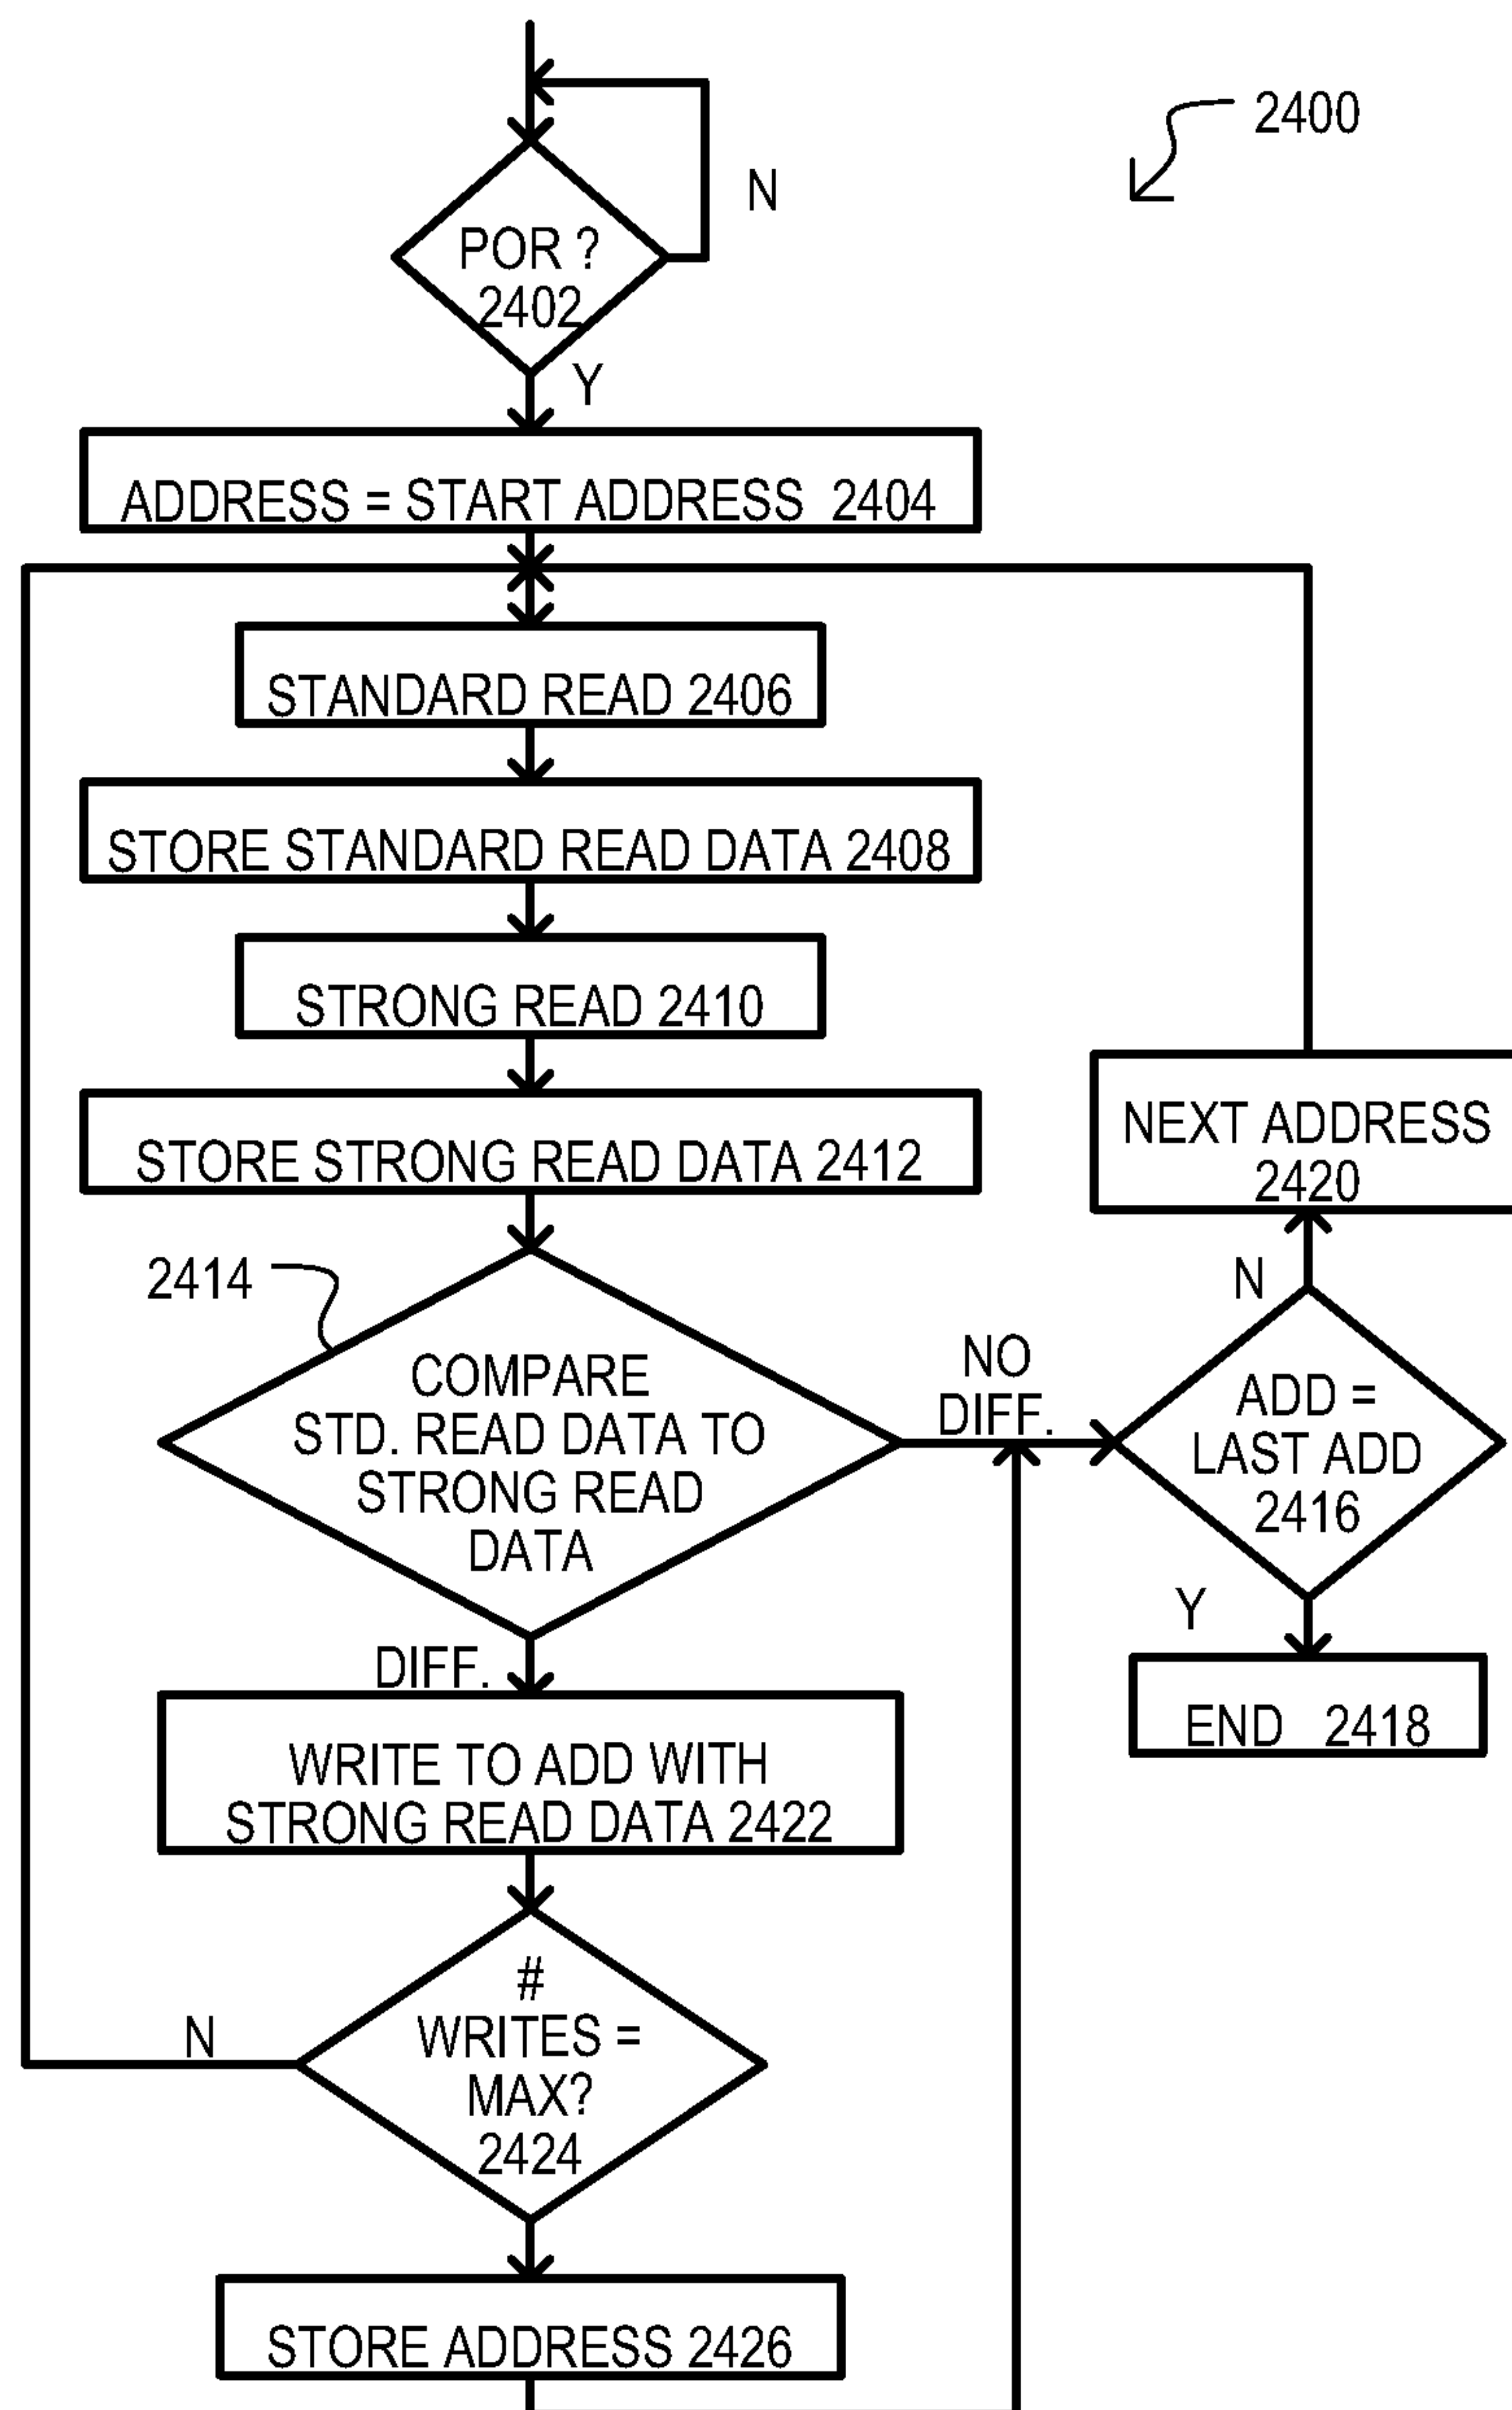 2400
N
POR ?
2402
Y
ADDRESS = START ADDRESS 2404
STANDARD READ 2406
STORE STANDARD READ DATA 2408
STRONG READ 2410
STORE STRONG READ DATA 2412
NEXT ADDRESS
2420
2414
COMPARE
STD. READ DATA TO
STRONG READ
DATA
NO
DIFF.
N
ADD =
LAST ADD
2416
Y
END 2418
DIFF.
WRITE TO ADD WITH
STRONG READ DATA 2422
#
WRITES =
MAX?
2424
N
STORE ADDRESS 2426